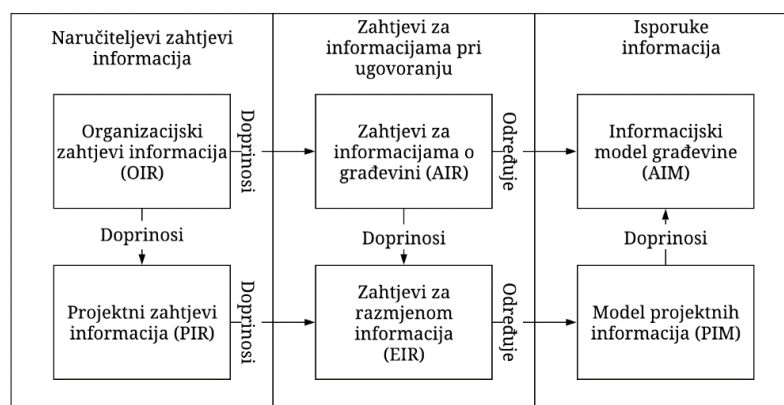 Naručiteljevi zahtjevi
informacija
Zahtjevi za
informacijama pri
ugovoranju
Isporuke
informacija
Organizacijski
zahtjevi informacija
(OIR)
Doprinosi
Zahtjevi za
informacijama o
građevini (AIR)
Određuje
Informacijski
model građevine
(AIM)
Doprinosi
Doprinosi
Doprinosi
Projektni zahtjevi
informacija (PIR)
Doprinosi
Zahtjevi za
razmjenom
informacija
(EIR)
Određuje
Model projektnih
informacija (PIM)